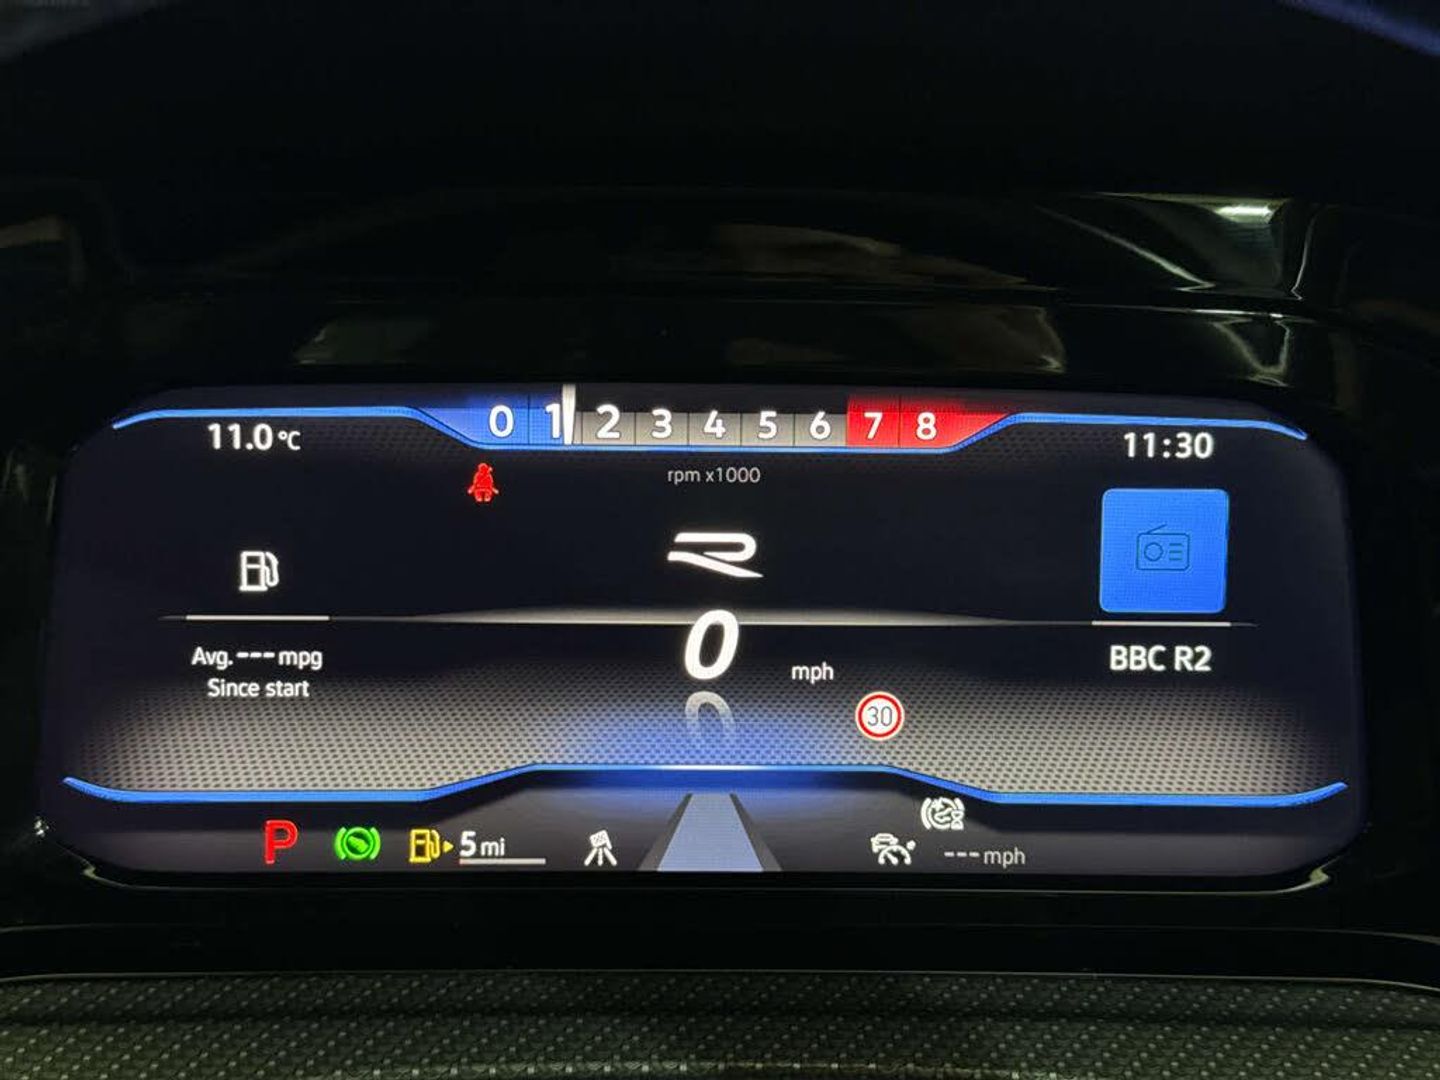 0 1 2 3 4 5 6 7 8
11.0 °C
11:30
rpm x1000
R
0
mph
Avg. --- mpg
Since start
BBC R2
30
P
5 mi
--- mph